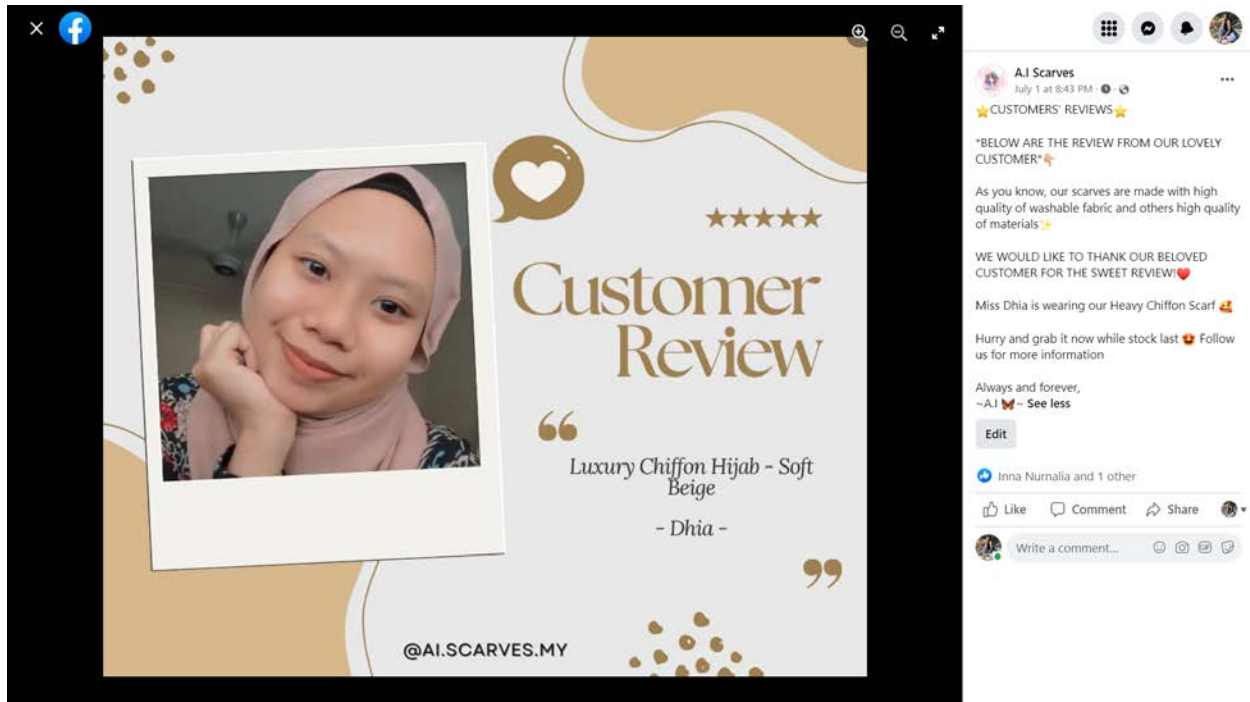 ★★★★★
Customer
Review
“
Luxury Chiffon Hijab - Soft
Beige
- Dhia -
”
@AI.SCARVES.MY
A.I Scarves
July 1 at 8:43 PM ·
⭐CUSTOMERS' REVIEWS⭐
*BELOW ARE THE REVIEW FROM OUR LOVELY
CUSTOMER*👇🏻
As you know, our scarves are made with high
quality of washable fabric and others high quality
of materials✨
WE WOULD LIKE TO THANK OUR BELOVED
CUSTOMER FOR THE SWEET REVIEW!❤️
Miss Dhia is wearing our Heavy Chiffon Scarf 🥰
Hurry and grab it now while stock last 🤩 Follow
us for more information
Always and forever,
~A.I 🦋~ See less
Edit
Inna Nurnalia and 1 other
Like Comment Share
Write a comment...